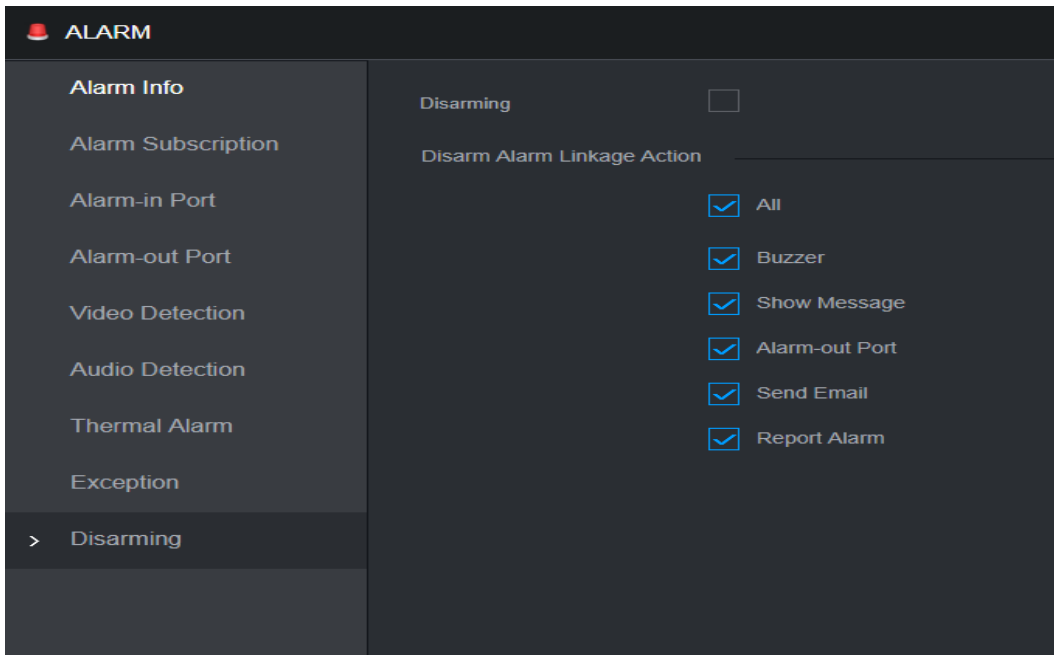 ALARM
Alarm Info
Alarm Subscription
Alarm-in Port
Alarm-out Port
Video Detection
Audio Detection
Thermal Alarm
Exception
> Disarming
Disarming
Disarm Alarm Linkage Action
All
Buzzer
Show Message
Alarm-out Port
Send Email
Report Alarm